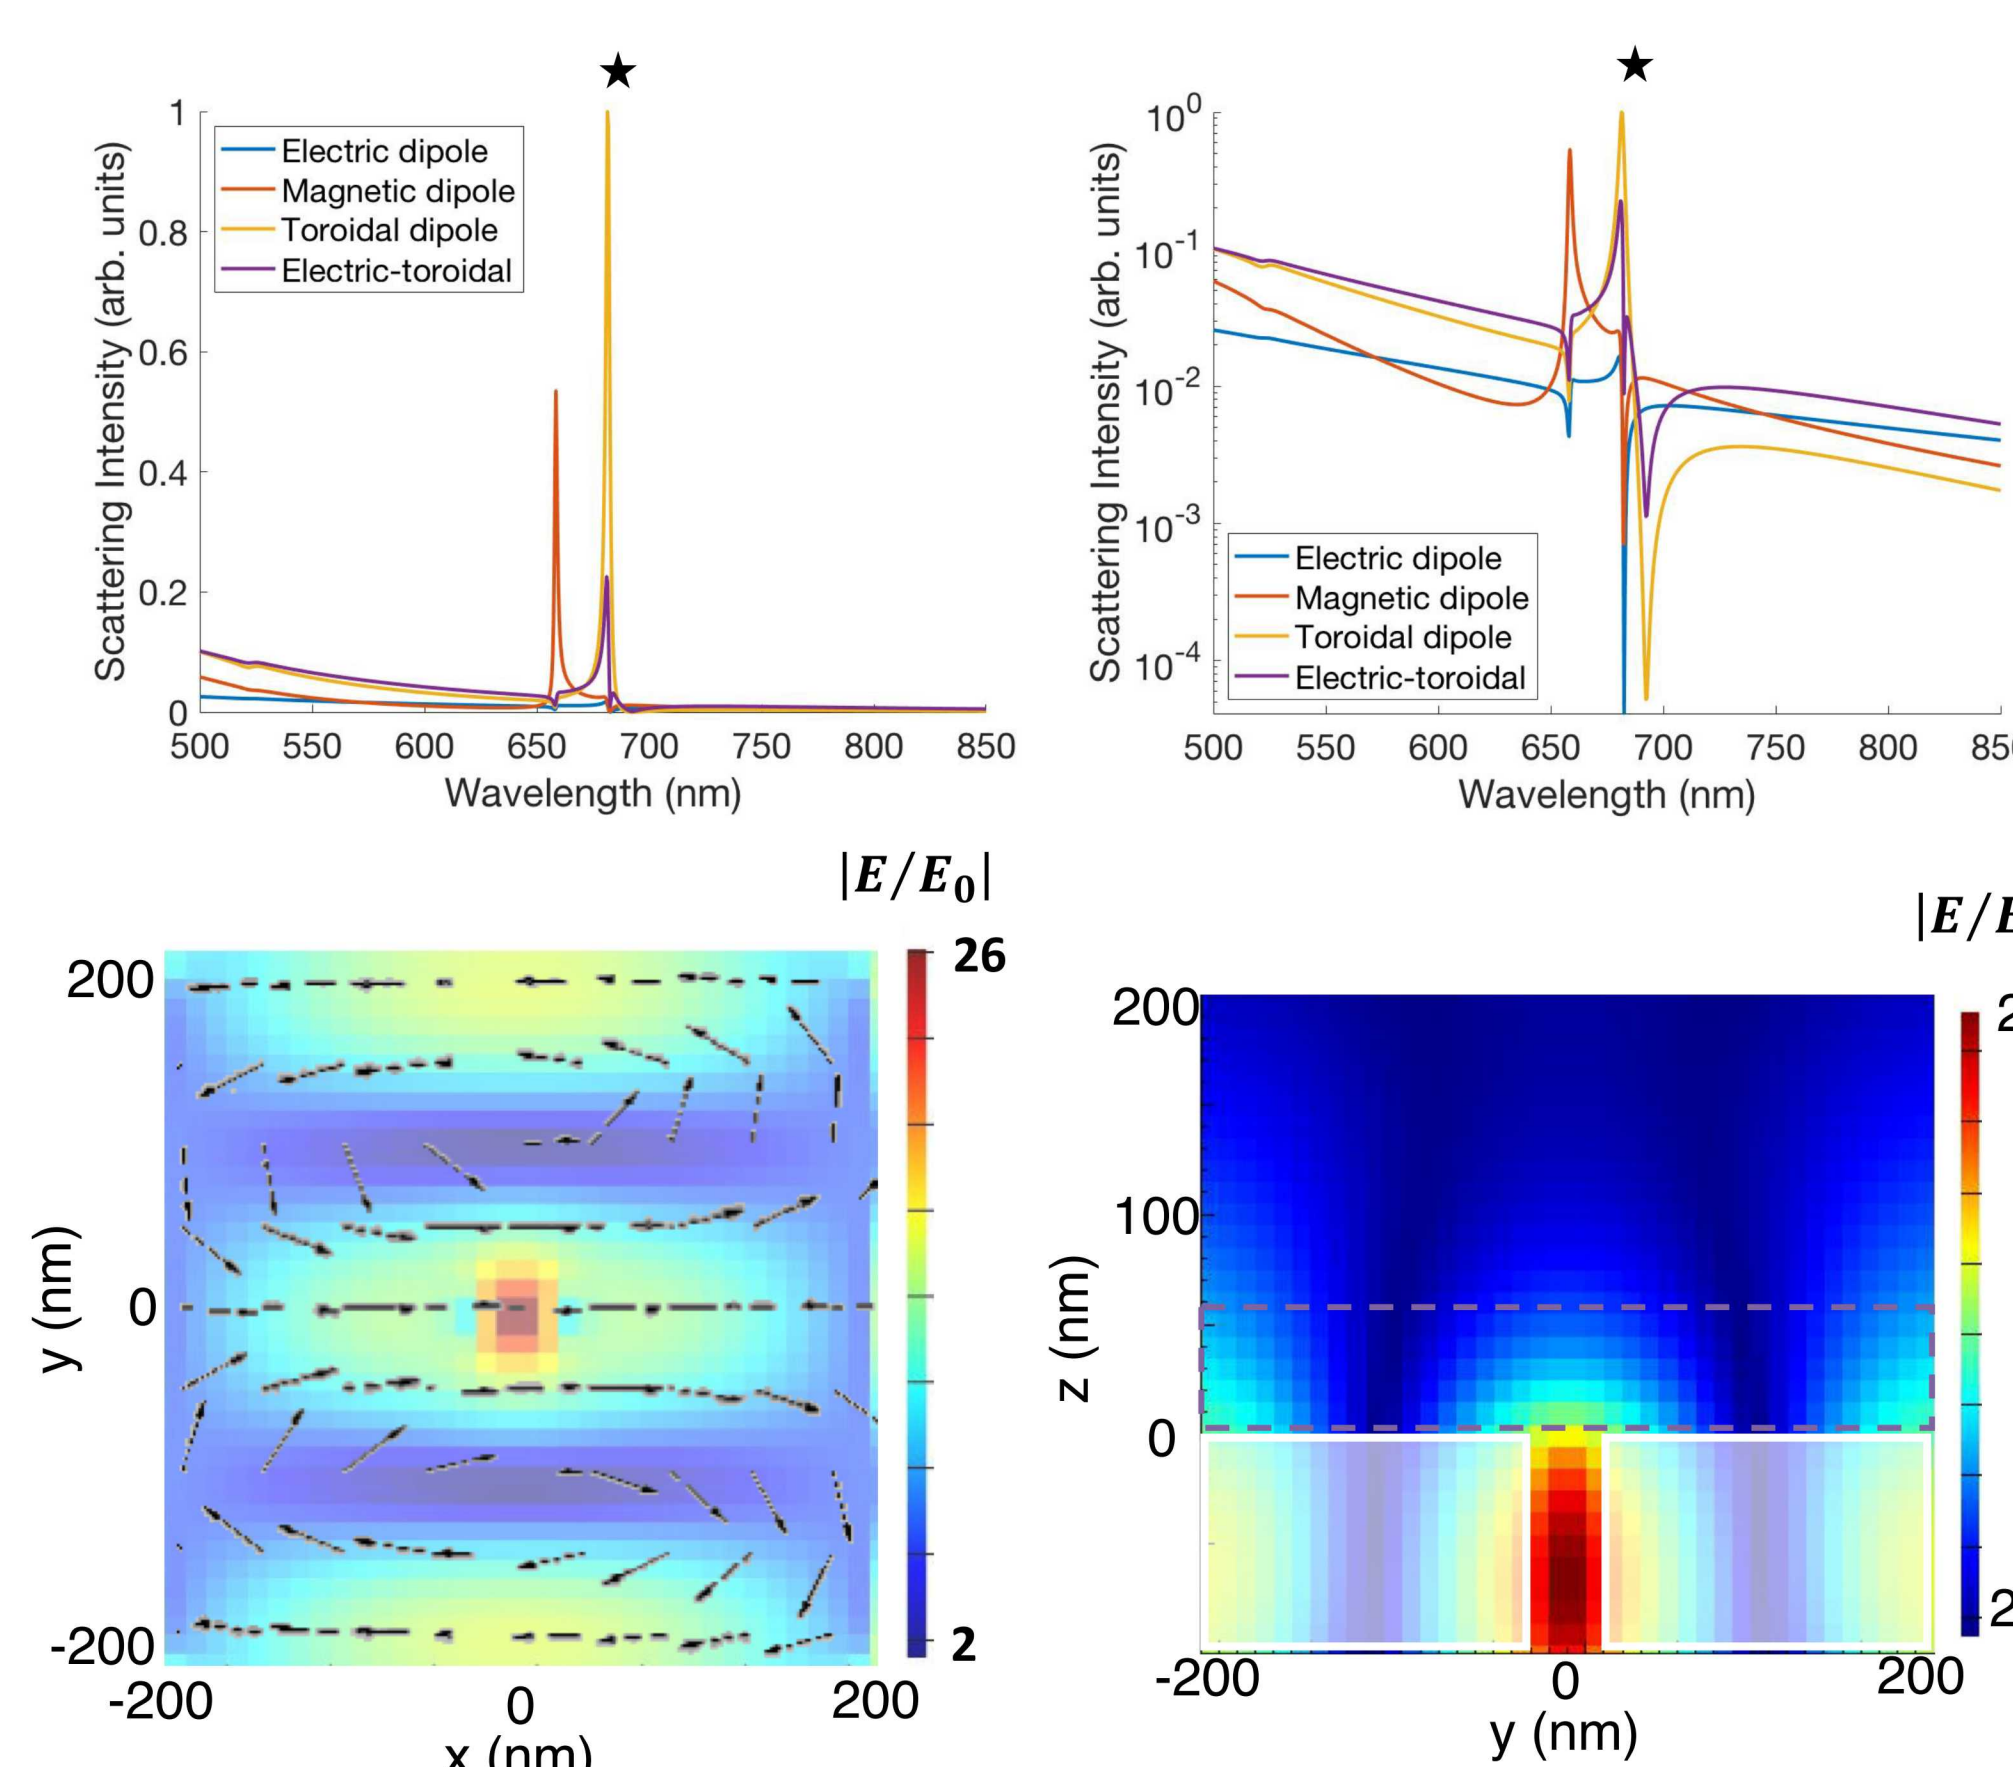 ★
Scattering Intensity (arb. units)
1
0.8
0.6
0.4
0.2
0
Electric dipole
Magnetic dipole
Toroidal dipole
Electric-toroidal
500 550 600 650 700 750 800 850
Wavelength (nm)
★
Scattering Intensity (arb. units)
10^0
10^-1
10^-2
10^-3
10^-4
Electric dipole
Magnetic dipole
Toroidal dipole
Electric-toroidal
500 550 600 650 700 750 800 85
Wavelength (nm)
|E/E₀|
26
2
y (nm)
200
0
-200
-200 0 200
x (nm)
|E/E
2
2
z (nm)
200
100
0
-200 0 200
y (nm)